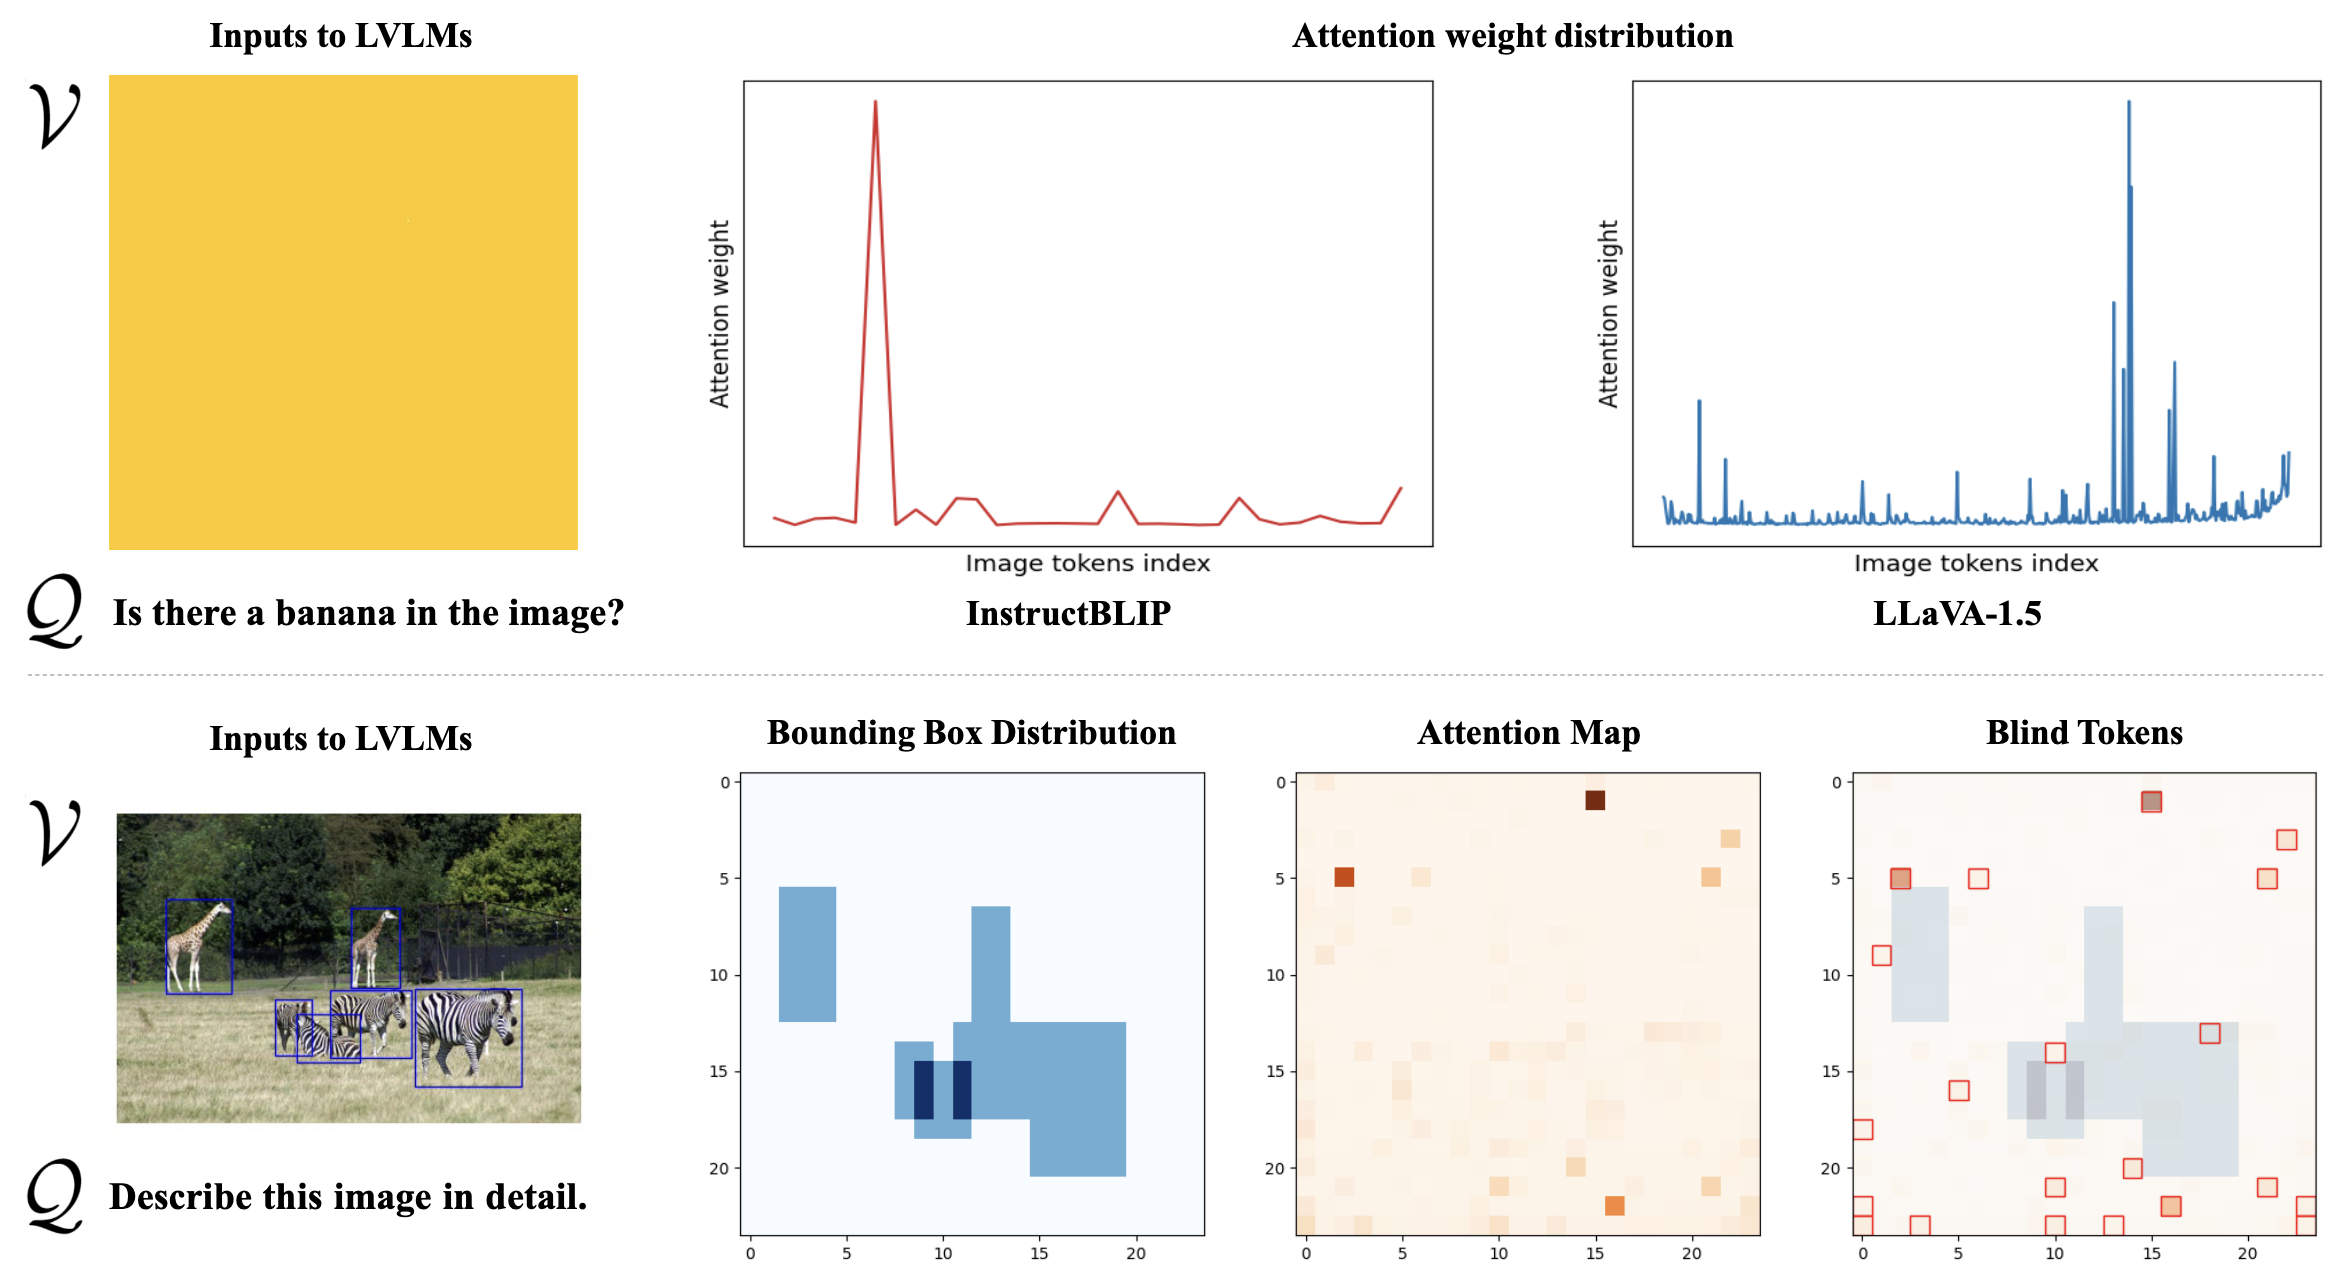 Inputs to LVLMs
Attention weight distribution
𝒱
Attention weight
Image tokens index
Attention weight
Image tokens index
𝒬 Is there a banana in the image?
InstructBLIP
LLaVA-1.5
Inputs to LVLMs
Bounding Box Distribution
Attention Map
Blind Tokens
𝒱
0
5
10
15
20
0 5 10 15 20
0
5
10
15
20
0 5 10 15 20
0
5
10
15
20
0 5 10 15 20
𝒬 Describe this image in detail.